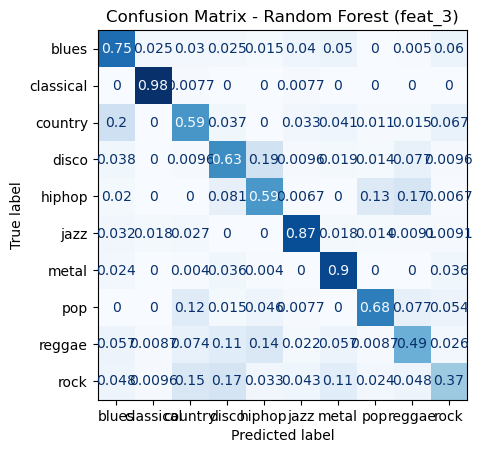 Confusion Matrix - Random Forest (feat_3)
True label
blues 0.75 0.025 0.03 0.025 0.015 0.04 0.05 0 0.005 0.06
classical 0 0.98 0.0077 0 0 0.0077 0 0 0 0
country 0.2 0 0.59 0.037 0 0.033 0.041 0.011 0.015 0.067
disco 0.038 0 0.0096 0.63 0.19 0.0096 0.019 0.014 0.077 0.0096
hiphop 0.02 0 0 0.081 0.59 0.0067 0 0.13 0.17 0.0067
jazz 0.032 0.018 0.027 0 0 0.87 0.018 0.014 0.0091 0.0091
metal 0.024 0 0.004 0.036 0.004 0 0.9 0 0 0.036
pop 0 0 0.12 0.015 0.046 0.0077 0 0.68 0.077 0.054
reggae 0.057 0.0087 0.074 0.11 0.14 0.022 0.057 0.0087 0.49 0.026
rock 0.048 0.0096 0.15 0.17 0.033 0.043 0.11 0.024 0.048 0.37
blues classical country disco hiphop jazz metal pop reggae rock
Predicted label